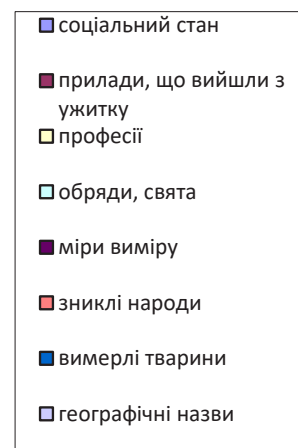 соціальний стан
прилади, що вийшли з
ужитку
професії
обряди, свята
міри виміру
зниклі народи
вимерлі тварини
географічні назви